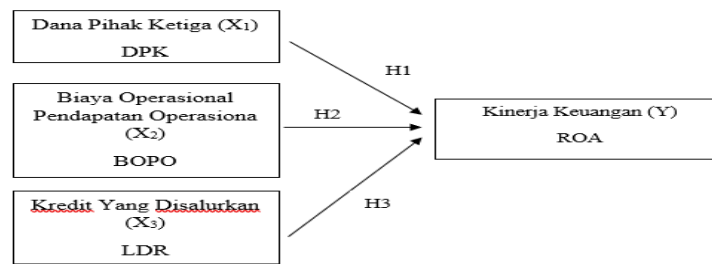 Dana Pihak Ketiga (X₁)
DPK
H1
Biaya Operasional
Pendapatan Operasiona
(X₂)
BOPO
H2
Kinerja Keuangan (Y)
ROA
Kredit Yang Disalurkan
(X₃)
LDR
H3